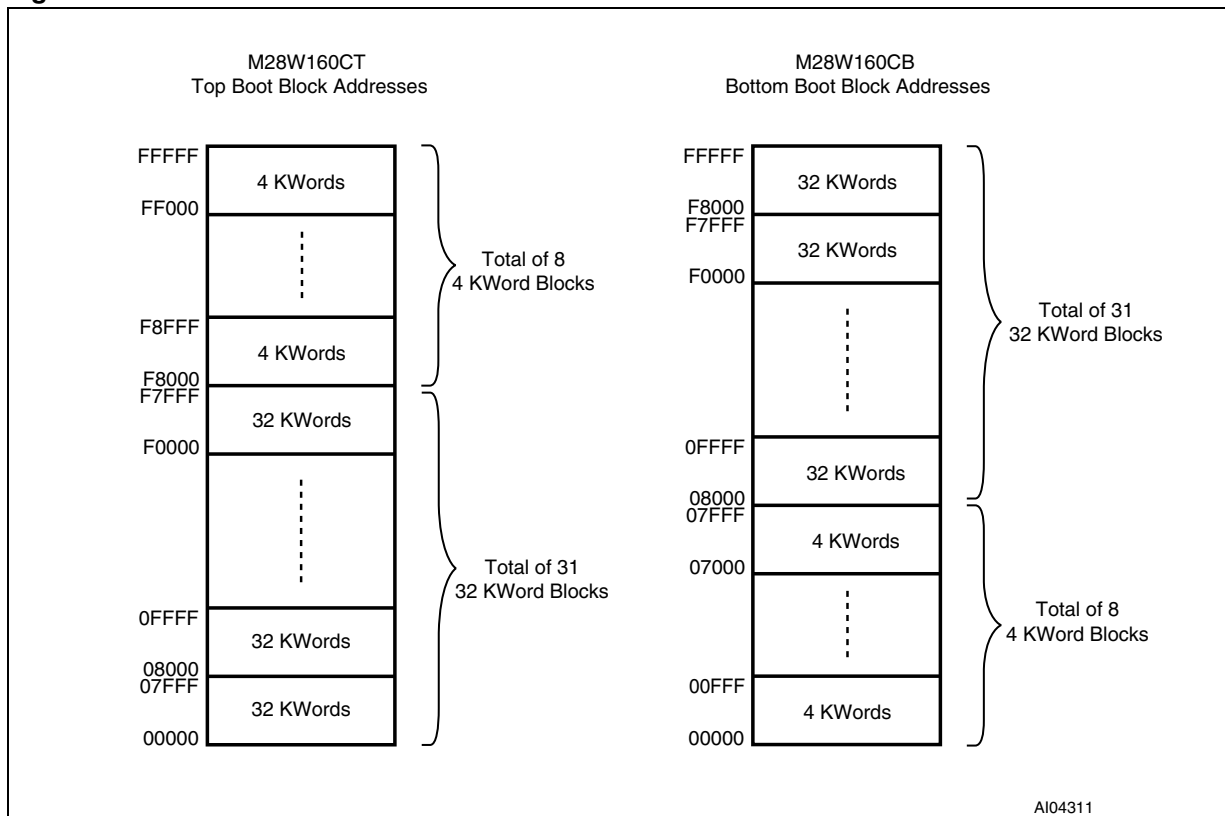 M28W160CT
Top Boot Block Addresses
FFFFF
4 KWords
FF000
Total of 8
4 KWord Blocks
F8FFF
4 KWords
F8000
F7FFF
32 KWords
F0000
Total of 31
32 KWord Blocks
0FFFF
32 KWords
08000
07FFF
32 KWords
00000
M28W160CB
Bottom Boot Block Addresses
FFFFF
32 KWords
F8000
F7FFF
32 KWords
F0000
Total of 31
32 KWord Blocks
0FFFF
32 KWords
08000
07FFF
4 KWords
07000
Total of 8
4 KWord Blocks
00FFF
4 KWords
00000
AI04311